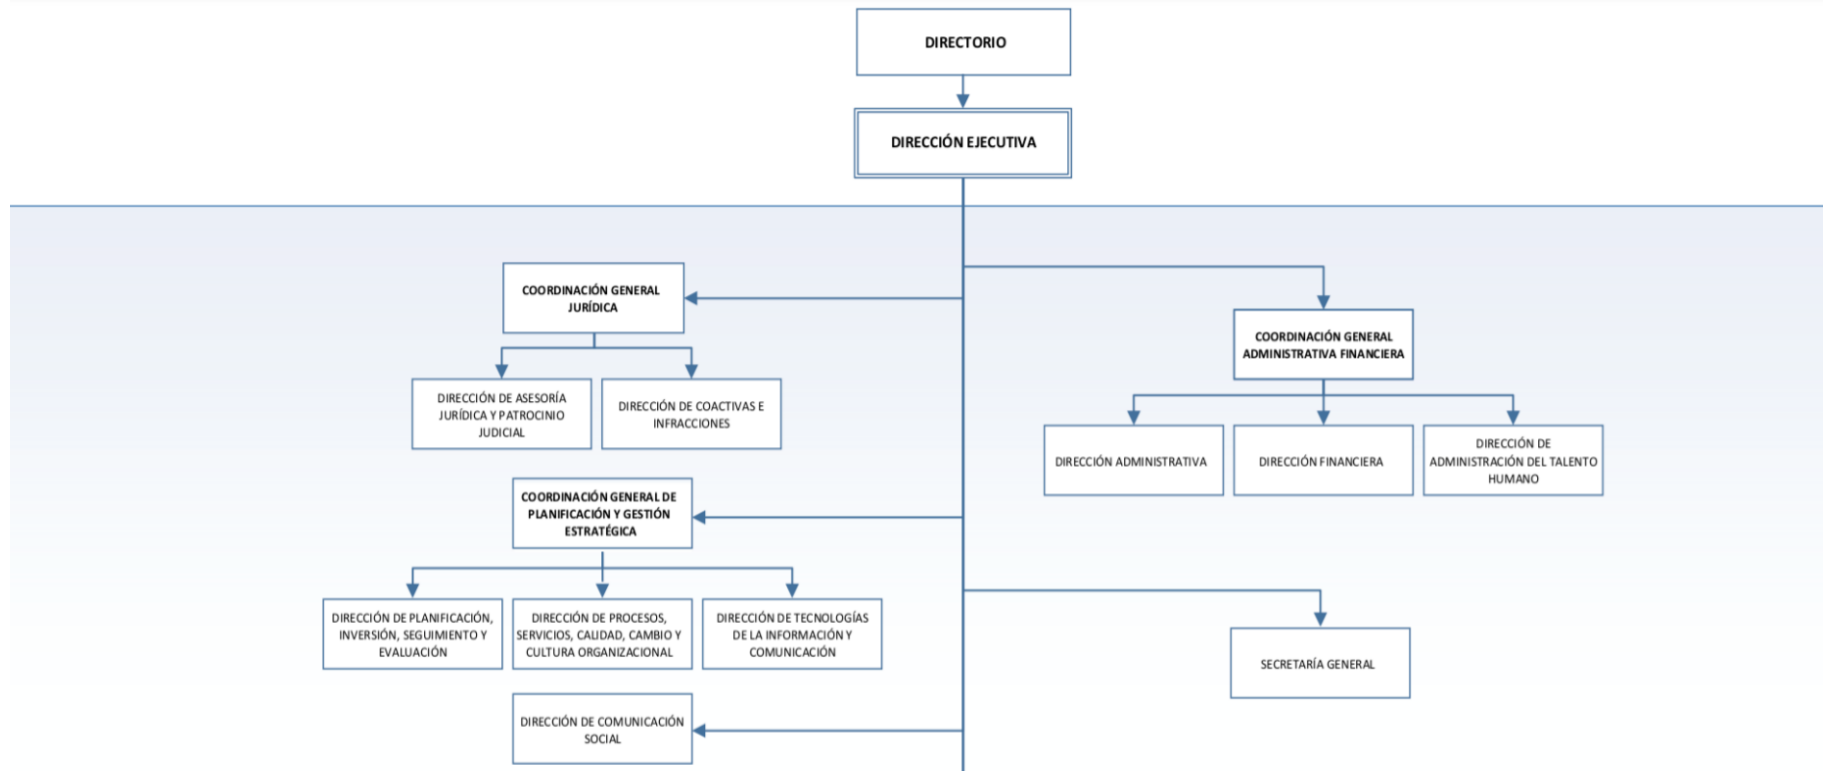 DIRECTORIO
DIRECCIÓN EJECUTIVA
COORDINACIÓN GENERAL
JURÍDICA
COORDINACIÓN GENERAL
ADMINISTRATIVA FINANCIERA
DIRECCIÓN DE ASESORÍA
JURÍDICA Y PATROCINIO
JUDICIAL
DIRECCIÓN DE COACTIVAS E
INFRACCIONES
DIRECCIÓN ADMINISTRATIVA
DIRECCIÓN FINANCIERA
DIRECCIÓN DE
ADMINISTRACIÓN DEL TALENTO
HUMANO
COORDINACIÓN GENERAL DE
PLANIFICACIÓN Y GESTIÓN
ESTRATÉGICA
DIRECCIÓN DE PLANIFICACIÓN,
INVERSIÓN, SEGUIMIENTO Y
EVALUACIÓN
DIRECCIÓN DE PROCESOS,
SERVICIOS, CALIDAD, CAMBIO Y
CULTURA ORGANIZACIONAL
DIRECCIÓN DE TECNOLOGÍAS
DE LA INFORMACIÓN Y
COMUNICACIÓN
SECRETARÍA GENERAL
DIRECCIÓN DE COMUNICACIÓN
SOCIAL